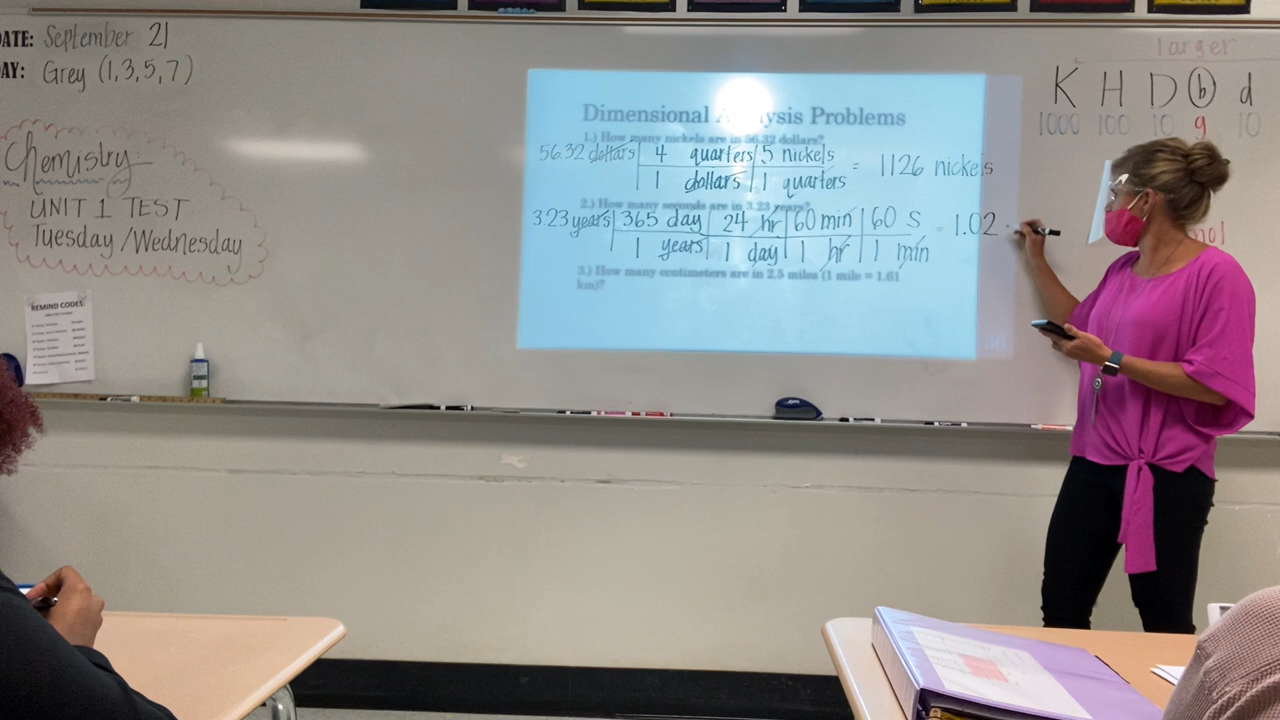 DATE: September 21
DAY: Grey (1,3,5,7)
Chemistry
UNIT 1 TEST
Tuesday/Wednesday
REMIND CODES:
Dimensional Analysis Problems
1.) How many nickels are in 56.32 dollars?
56.32 dollars | 4 quarters | 5 nickels = 1126 nickels
1 dollars | 1 quarters
2.) How many seconds are in 3.23 years?
3.23 years | 365 day | 24 hr | 60 min | 60 s = 1.02 ·
1 years | 1 day | 1 hr | 1 min
3.) How many centimeters are in 2.5 miles (1 mile = 1.61
km)?
36
larger
K H D b d
1000 100 10 g 10
mol